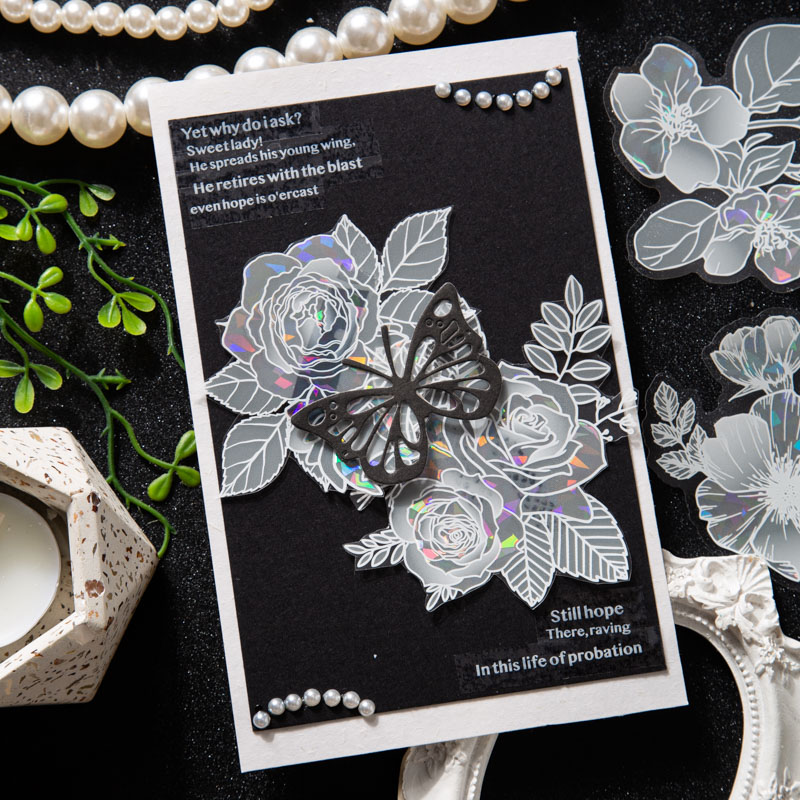 Yet why do i ask?
Sweet lady!
He spreads his young wing,
He retires with the blast
even hope is o'ercast
Still hope
There, raving
In this life of probation